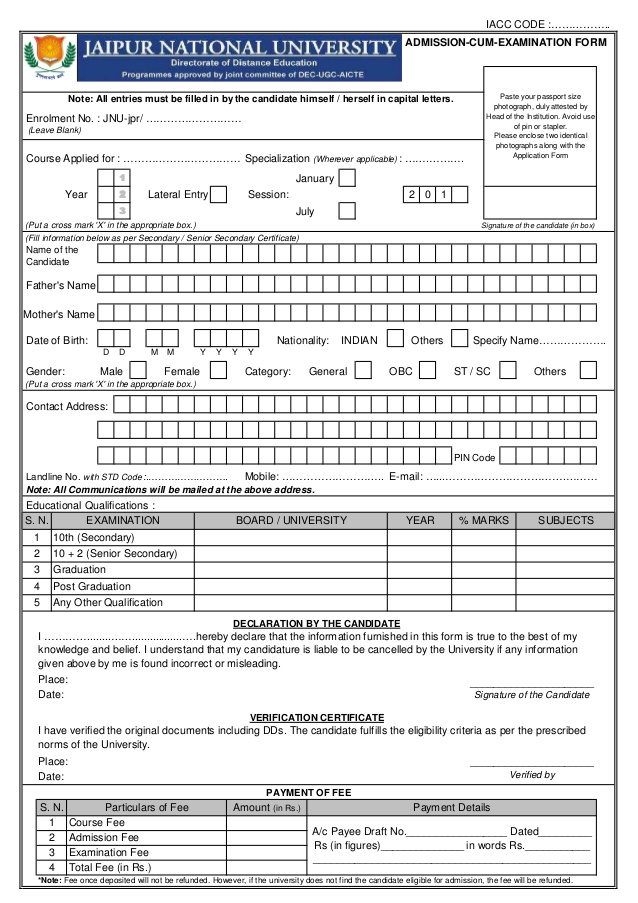 IACC CODE :.................
JAIPUR NATIONAL UNIVERSITY
Directorate of Distance Education
Programmes approved by joint committee of DEC-UGC-AICTE
ADMISSION-CUM-EXAMINATION FORM
Paste your passport size
photograph, duly attested by
Head of the Institution. Avoid use
of pin or stapler.
Please enclose two identical
photographs along with the
Application Form
Note: All entries must be filled in by the candidate himself / herself in capital letters.
Enrolment No. : JNU-jpr/ ..........................
(Leave Blank)
Course Applied for : ................................ Specialization (Wherever applicable) : ................
January
Year 1 2 3 Lateral Entry Session: 2 0 1
July
(Put a cross mark 'X' in the appropriate box.)
Signature of the candidate (in box)
(Fill information below as per Secondary / Senior Secondary Certificate)
Name of the
Candidate
Father's Name
Mother's Name
Date of Birth: Nationality: INDIAN Others Specify Name..................
D D M M Y Y Y Y
Gender: Male Female Category: General OBC ST / SC Others
(Put a cross mark 'X' in the appropriate box.)
Contact Address:
PIN Code
Landline No. with STD Code :....................... Mobile: ............................ E-mail: ..............................................
Note: All Communications will be mailed at the above address.
Educational Qualifications :
S. N. EXAMINATION BOARD / UNIVERSITY YEAR % MARKS SUBJECTS
1 10th (Secondary)
2 10 + 2 (Senior Secondary)
3 Graduation
4 Post Graduation
5 Any Other Qualification
DECLARATION BY THE CANDIDATE
I ..........................................hereby declare that the information furnished in this form is true to the best of my
knowledge and belief. I understand that my candidature is liable to be cancelled by the University if any information
given above by me is found incorrect or misleading.
Place:
Date:
Signature of the Candidate
VERIFICATION CERTIFICATE
I have verified the original documents including DDs. The candidate fulfills the eligibility criteria as per the prescribed
norms of the University.
Place:
Date:
Verified by
PAYMENT OF FEE
S. N. Particulars of Fee Amount (in Rs.) Payment Details
1 Course Fee
2 Admission Fee
3 Examination Fee
4 Total Fee (in Rs.)
A/c Payee Draft No.________________ Dated_________
Rs (in figures)______________ in words Rs.___________
*Note: Fee once deposited will not be refunded. However, if the university does not find the candidate eligible for admission, the fee will be refunded.